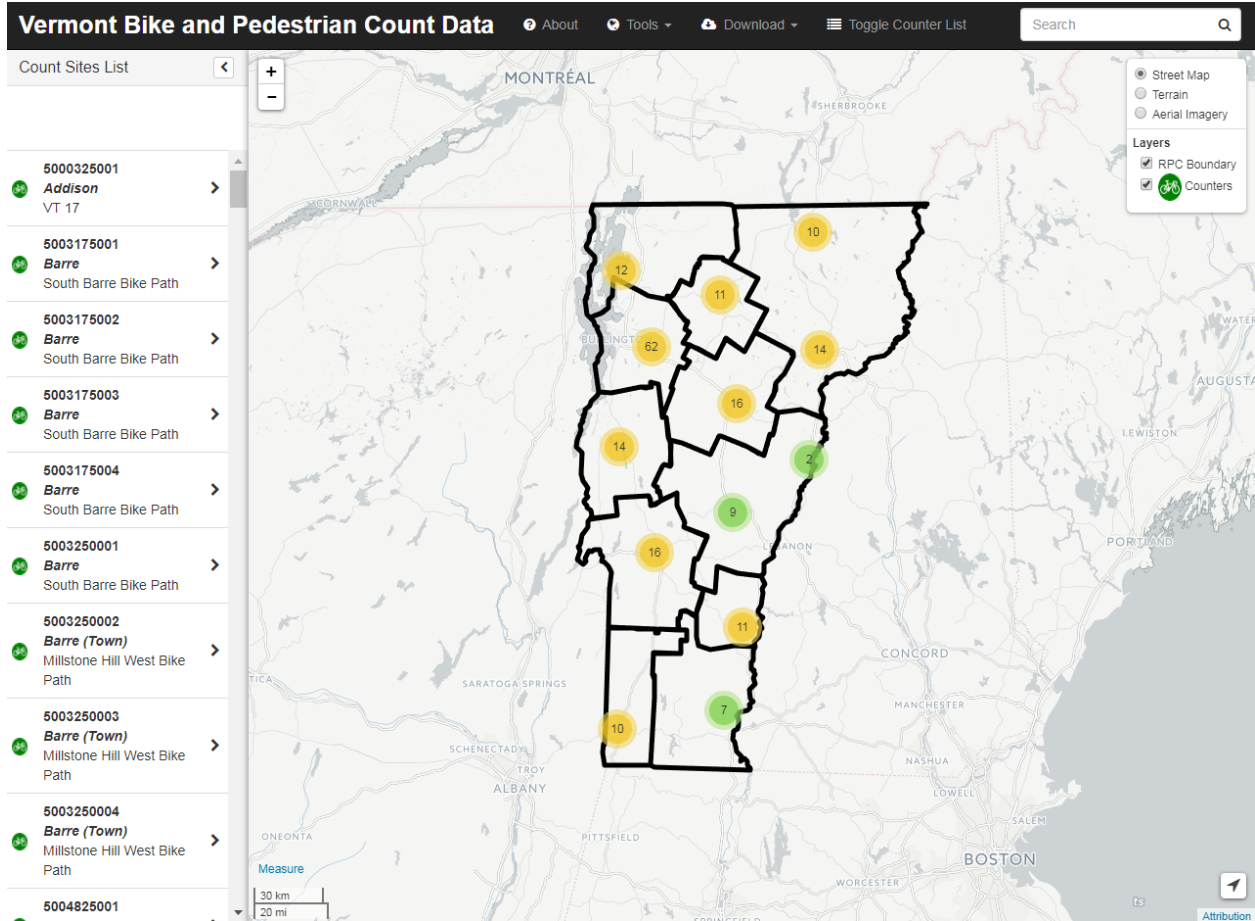 Vermont Bike and Pedestrian Count Data
About
Tools
Download
Toggle Counter List
Search
Count Sites List
5000325001
Addison
VT 17
5003175001
Barre
South Barre Bike Path
5003175002
Barre
South Barre Bike Path
5003175003
Barre
South Barre Bike Path
5003175004
Barre
South Barre Bike Path
5003250001
Barre
South Barre Bike Path
5003250002
Barre (Town)
Millstone Hill West Bike
Path
5003250003
Barre (Town)
Millstone Hill West Bike
Path
5003250004
Barre (Town)
Millstone Hill West Bike
Path
5004825001
+
−
Street Map
Terrain
Aerial Imagery
Layers
RPC Boundary
Counters
MONTRÉAL
SHERBROOKE
CORNWALL
10
12
11
WATER
BURLINGT
62
14
AUGUSTA
16
LEWISTON
14
2
9
PORTLAND
LEBANON
16
11
CONCORD
TICA
SARATOGA SPRINGS
MANCHESTER
7
10
SCHENECTADY
NASHUA
TROY
ALBANY
LOWELL
SALEM
ONEONTA
PITTSFIELD
BOSTON
Measure
WORCESTER
30 km
20 mi
SPRINGFIELD
ts
Attribution